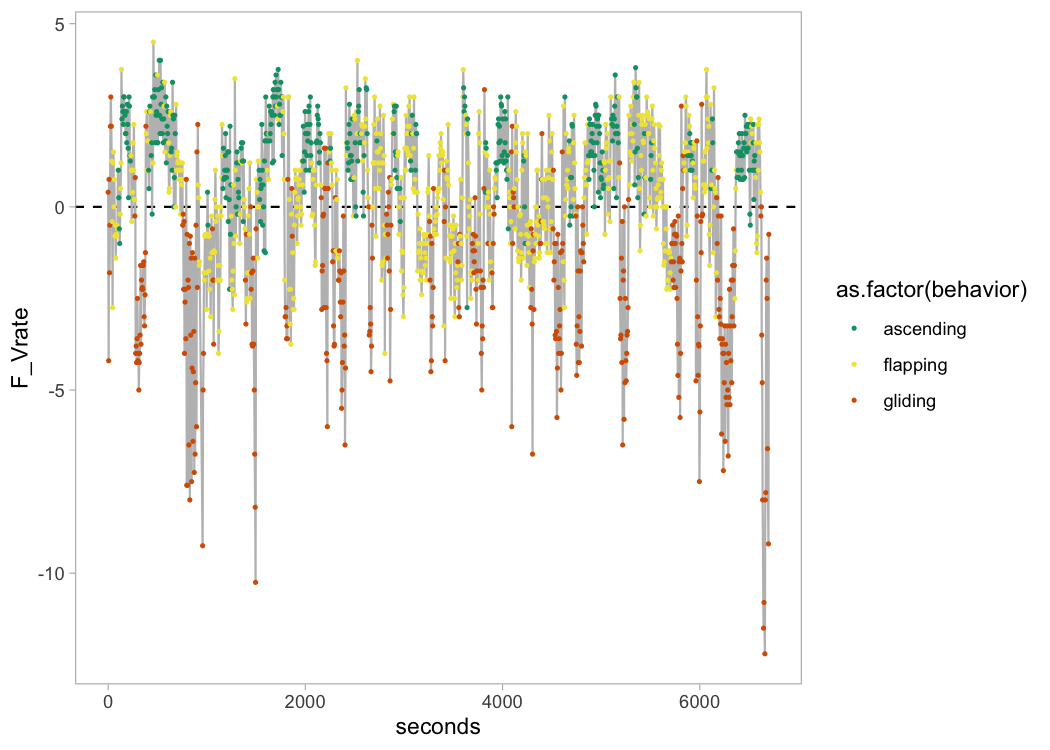 5
0
-5
-10
F_Vrate
0
2000
4000
6000
seconds
as.factor(behavior)
ascending
flapping
gliding